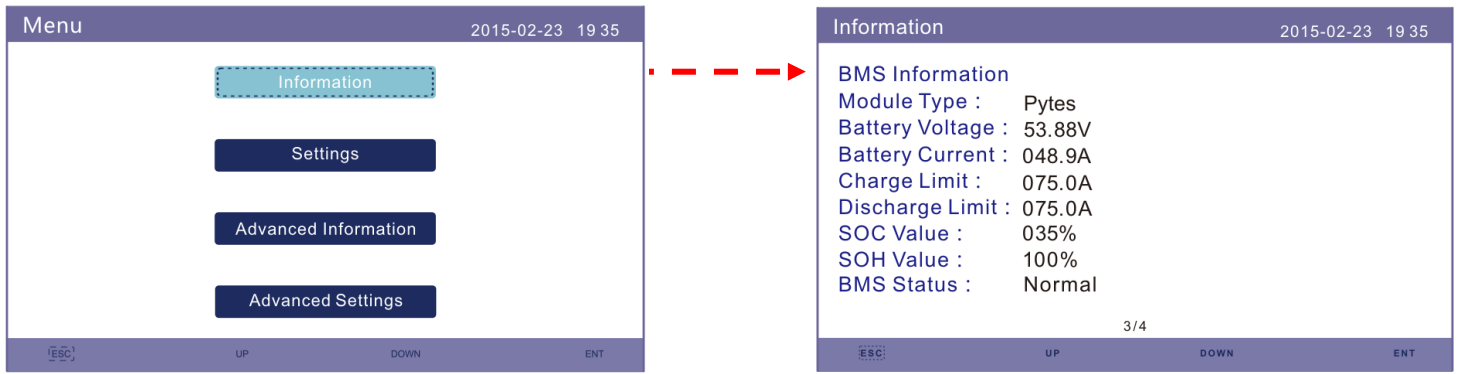 Menu 2015-02-23 19 35
Information
Settings
Advanced Information
Advanced Settings
ESC UP DOWN ENT
Information 2015-02-23 19 35
BMS Information
Module Type : Pytes
Battery Voltage : 53.88V
Battery Current : 048.9A
Charge Limit : 075.0A
Discharge Limit : 075.0A
SOC Value : 035%
SOH Value : 100%
BMS Status : Normal
3/4
ESC UP DOWN ENT